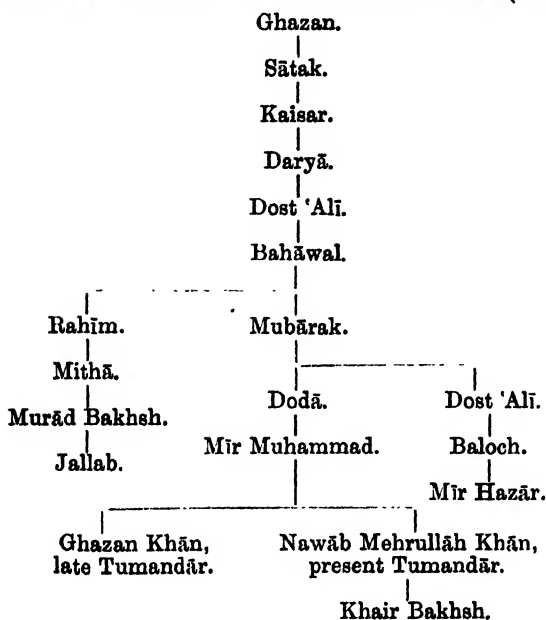 Ghazan.
Sātak.
Kaisar.
Daryā.
Dost ‘Alī.
Bahāwal.
Rahīm. Mubārak.
Mithā.
Dodā. Dost ‘Alī.
Murād Bakhsh.
Mīr Muhammad. Baloch.
Jallab.
Mīr Hazār.
Ghazan Khān, Nawāb Mehrullāh Khān,
late Tumandār. present Tumandār.
Khair Bakhsh.